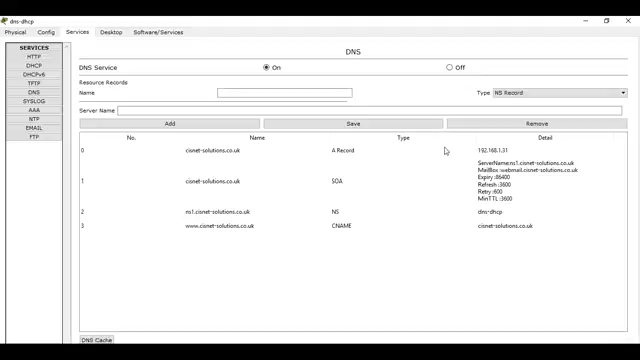 dns-dhcp
Physical Config Services Desktop Software/Services
SERVICES
HTTP
DHCP
DHCPv6
TFTP
DNS
SYSLOG
AAA
NTP
EMAIL
FTP
DNS
DNS Service On Off
Resource Records
Name Type NS Record
Server Name
Add Save Remove
No. Name Type Detail
0 cisnet-solutions.co.uk A Record 192.168.1.31
1 cisnet-solutions.co.uk SOA ServerName:ns1.cisnet-solutions.co.uk
MailBox:webmail.cisnet-solutions.co.uk
Expiry :86400
Refresh :3600
Retry :600
MinTTL :3600
2 ns1.cisnet-solutions.co.uk NS dns-dhcp
3 www.cisnet-solutions.co.uk CNAME cisnet-solutions.co.uk
DNS Cache